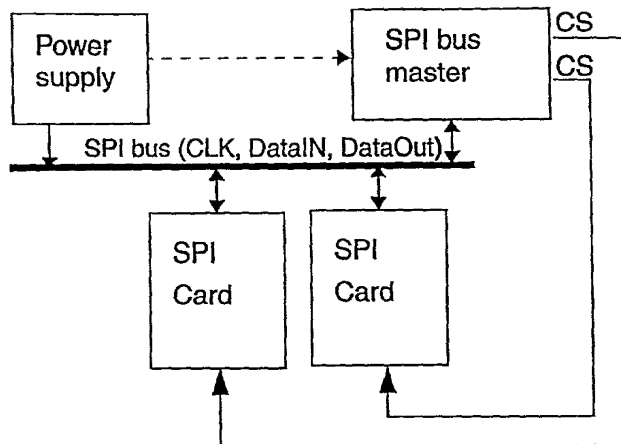 Power
supply
SPI bus
master
CS
CS
SPI bus (CLK, DataIN, DataOut)
SPI
Card
SPI
Card